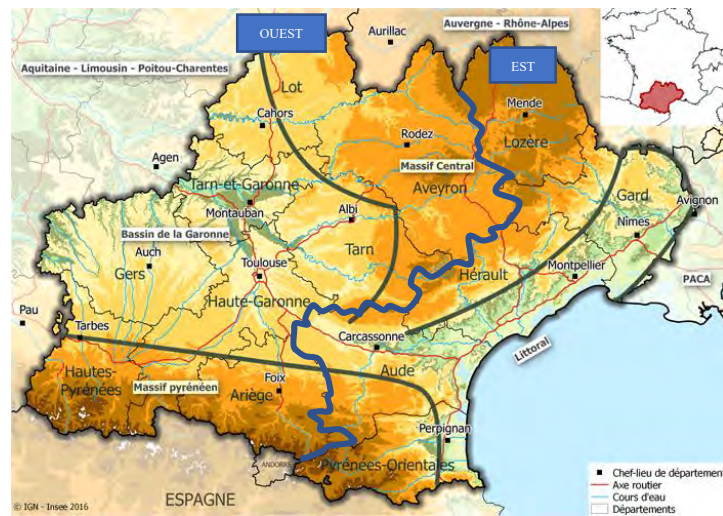 OUEST
Aurillac
Auvergne - Rhône-Alpes
Aquitaine - Limousin - Poitou-Charentes
EST
Lot
Mende
Cahors
Rodez
Lozère
Massif Central
Agen
Aveyron
Gard
Tarn-et-Garonne
Avignon
Montauban
Albi
Nîmes
Bassin de la Garonne
Tarn
Auch
Montpellier
Gers
Toulouse
Hérault
PACA
Haute-Garonne
Pau
Tarbes
Carcassonne
Littoral
Aude
Hautes-
Pyrénées
Massif pyrénéen
Foix
Ariège
Perpignan
ANDORRE
Pyrénées-Orientales
ESPAGNE
Chef-lieu de département
Axe routier
Cours d'eau
Départements
© IGN - Insee 2016